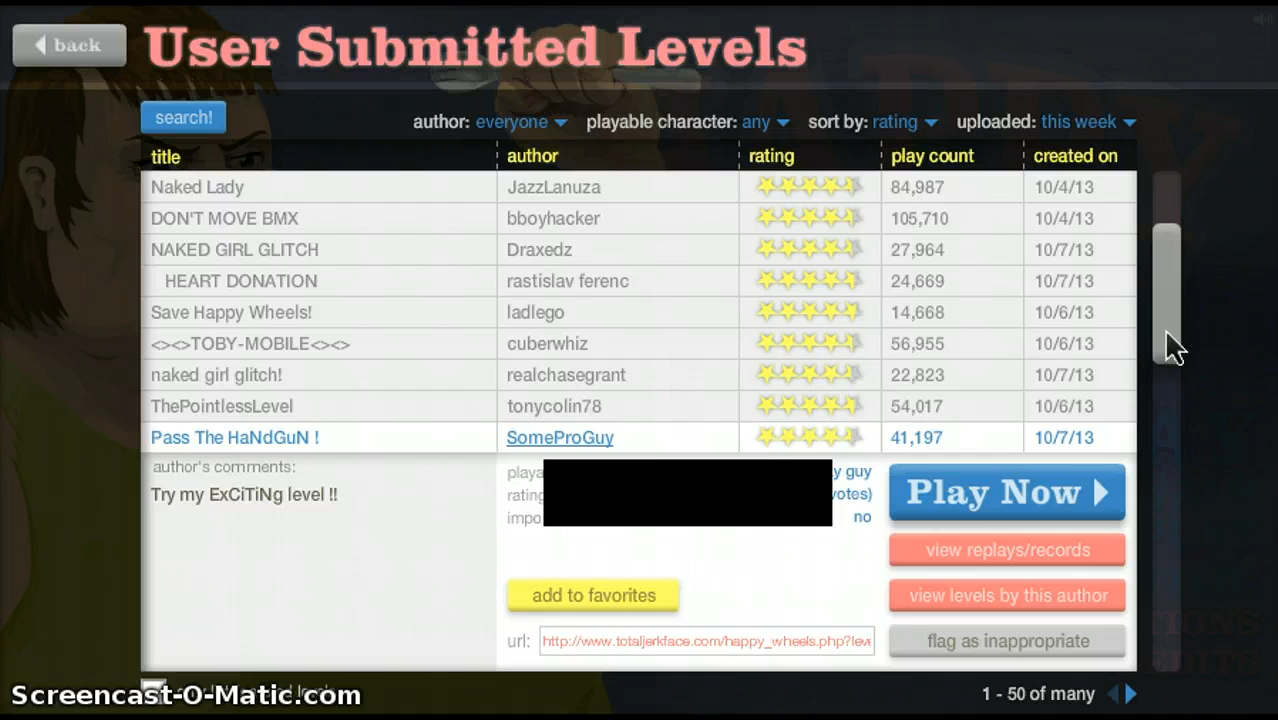 back User Submitted Levels
search! author: everyone playable character: any sort by: rating uploaded: this week
title author rating play count created on
Naked Lady JazzLanuza 84,987 10/4/13
DON'T MOVE BMX bboyhacker 105,710 10/4/13
NAKED GIRL GLITCH Draxedz 27,964 10/7/13
HEART DONATION rastislav ferenc 24,669 10/7/13
Save Happy Wheels! ladlego 14,668 10/6/13
<><>TOBY-MOBILE<><> cuberwhiz 56,955 10/6/13
naked girl glitch! realchasegrant 22,823 10/7/13
ThePointlessLevel tonycolin78 54,017 10/6/13
Pass The HaNdGuN ! SomeProGuy 41,197 10/7/13
author's comments: playa y guy
Try my ExCiTiNg level !! rating votes)
impo no
Play Now
view replays/records
add to favorites view levels by this author
url: http://www.totaljerkface.com/happy_wheels.php?leve flag as inappropriate
Screencast-O-Matic.com 1 - 50 of many